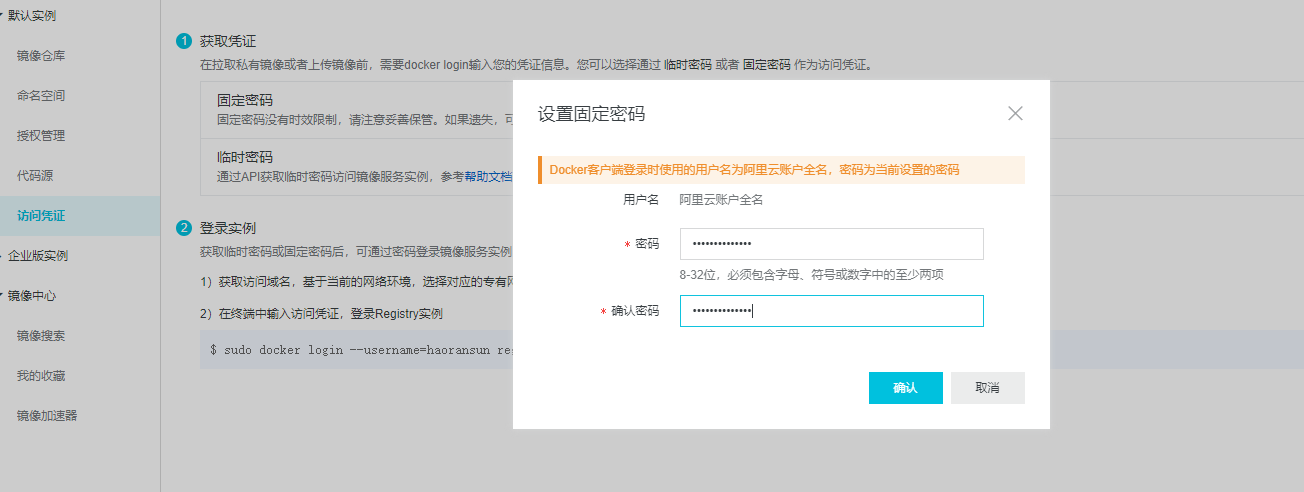 默认实例
镜像仓库
命名空间
授权管理
代码源
访问凭证
企业版实例
镜像中心
镜像搜索
我的收藏
镜像加速器
1 获取凭证
在拉取私有镜像或者上传镜像前，需要docker login输入您的凭证信息。您可以选择通过 临时密码 或者 固定密码 作为访问凭证。
固定密码
固定密码没有时效限制，请注意妥善保管。如果遗失，可
临时密码
通过API获取临时密码访问镜像服务实例，参考帮助文档
2 登录实例
获取临时密码或固定密码后，可通过密码登录镜像服务实例
1）获取访问域名，基于当前的网络环境，选择对应的专有网
2）在终端中输入访问凭证，登录Registry实例
$ sudo docker login --username=haoransun re
设置固定密码
Docker客户端登录时使用的用户名为阿里云账户全名，密码为当前设置的密码
用户名 阿里云账户全名
* 密码 ••••••••••••••
8-32位，必须包含字母、符号或数字中的至少两项
* 确认密码 ••••••••••••••
确认 取消